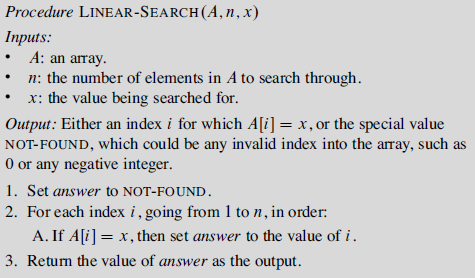 Procedure LINEAR-SEARCH(A, n, x)
Inputs:
• A: an array.
• n: the number of elements in A to search through.
• x: the value being searched for.
Output: Either an index i for which A[i] = x, or the special value
NOT-FOUND, which could be any invalid index into the array, such as
0 or any negative integer.
1. Set answer to NOT-FOUND.
2. For each index i, going from 1 to n, in order:
A. If A[i] = x, then set answer to the value of i.
3. Return the value of answer as the output.